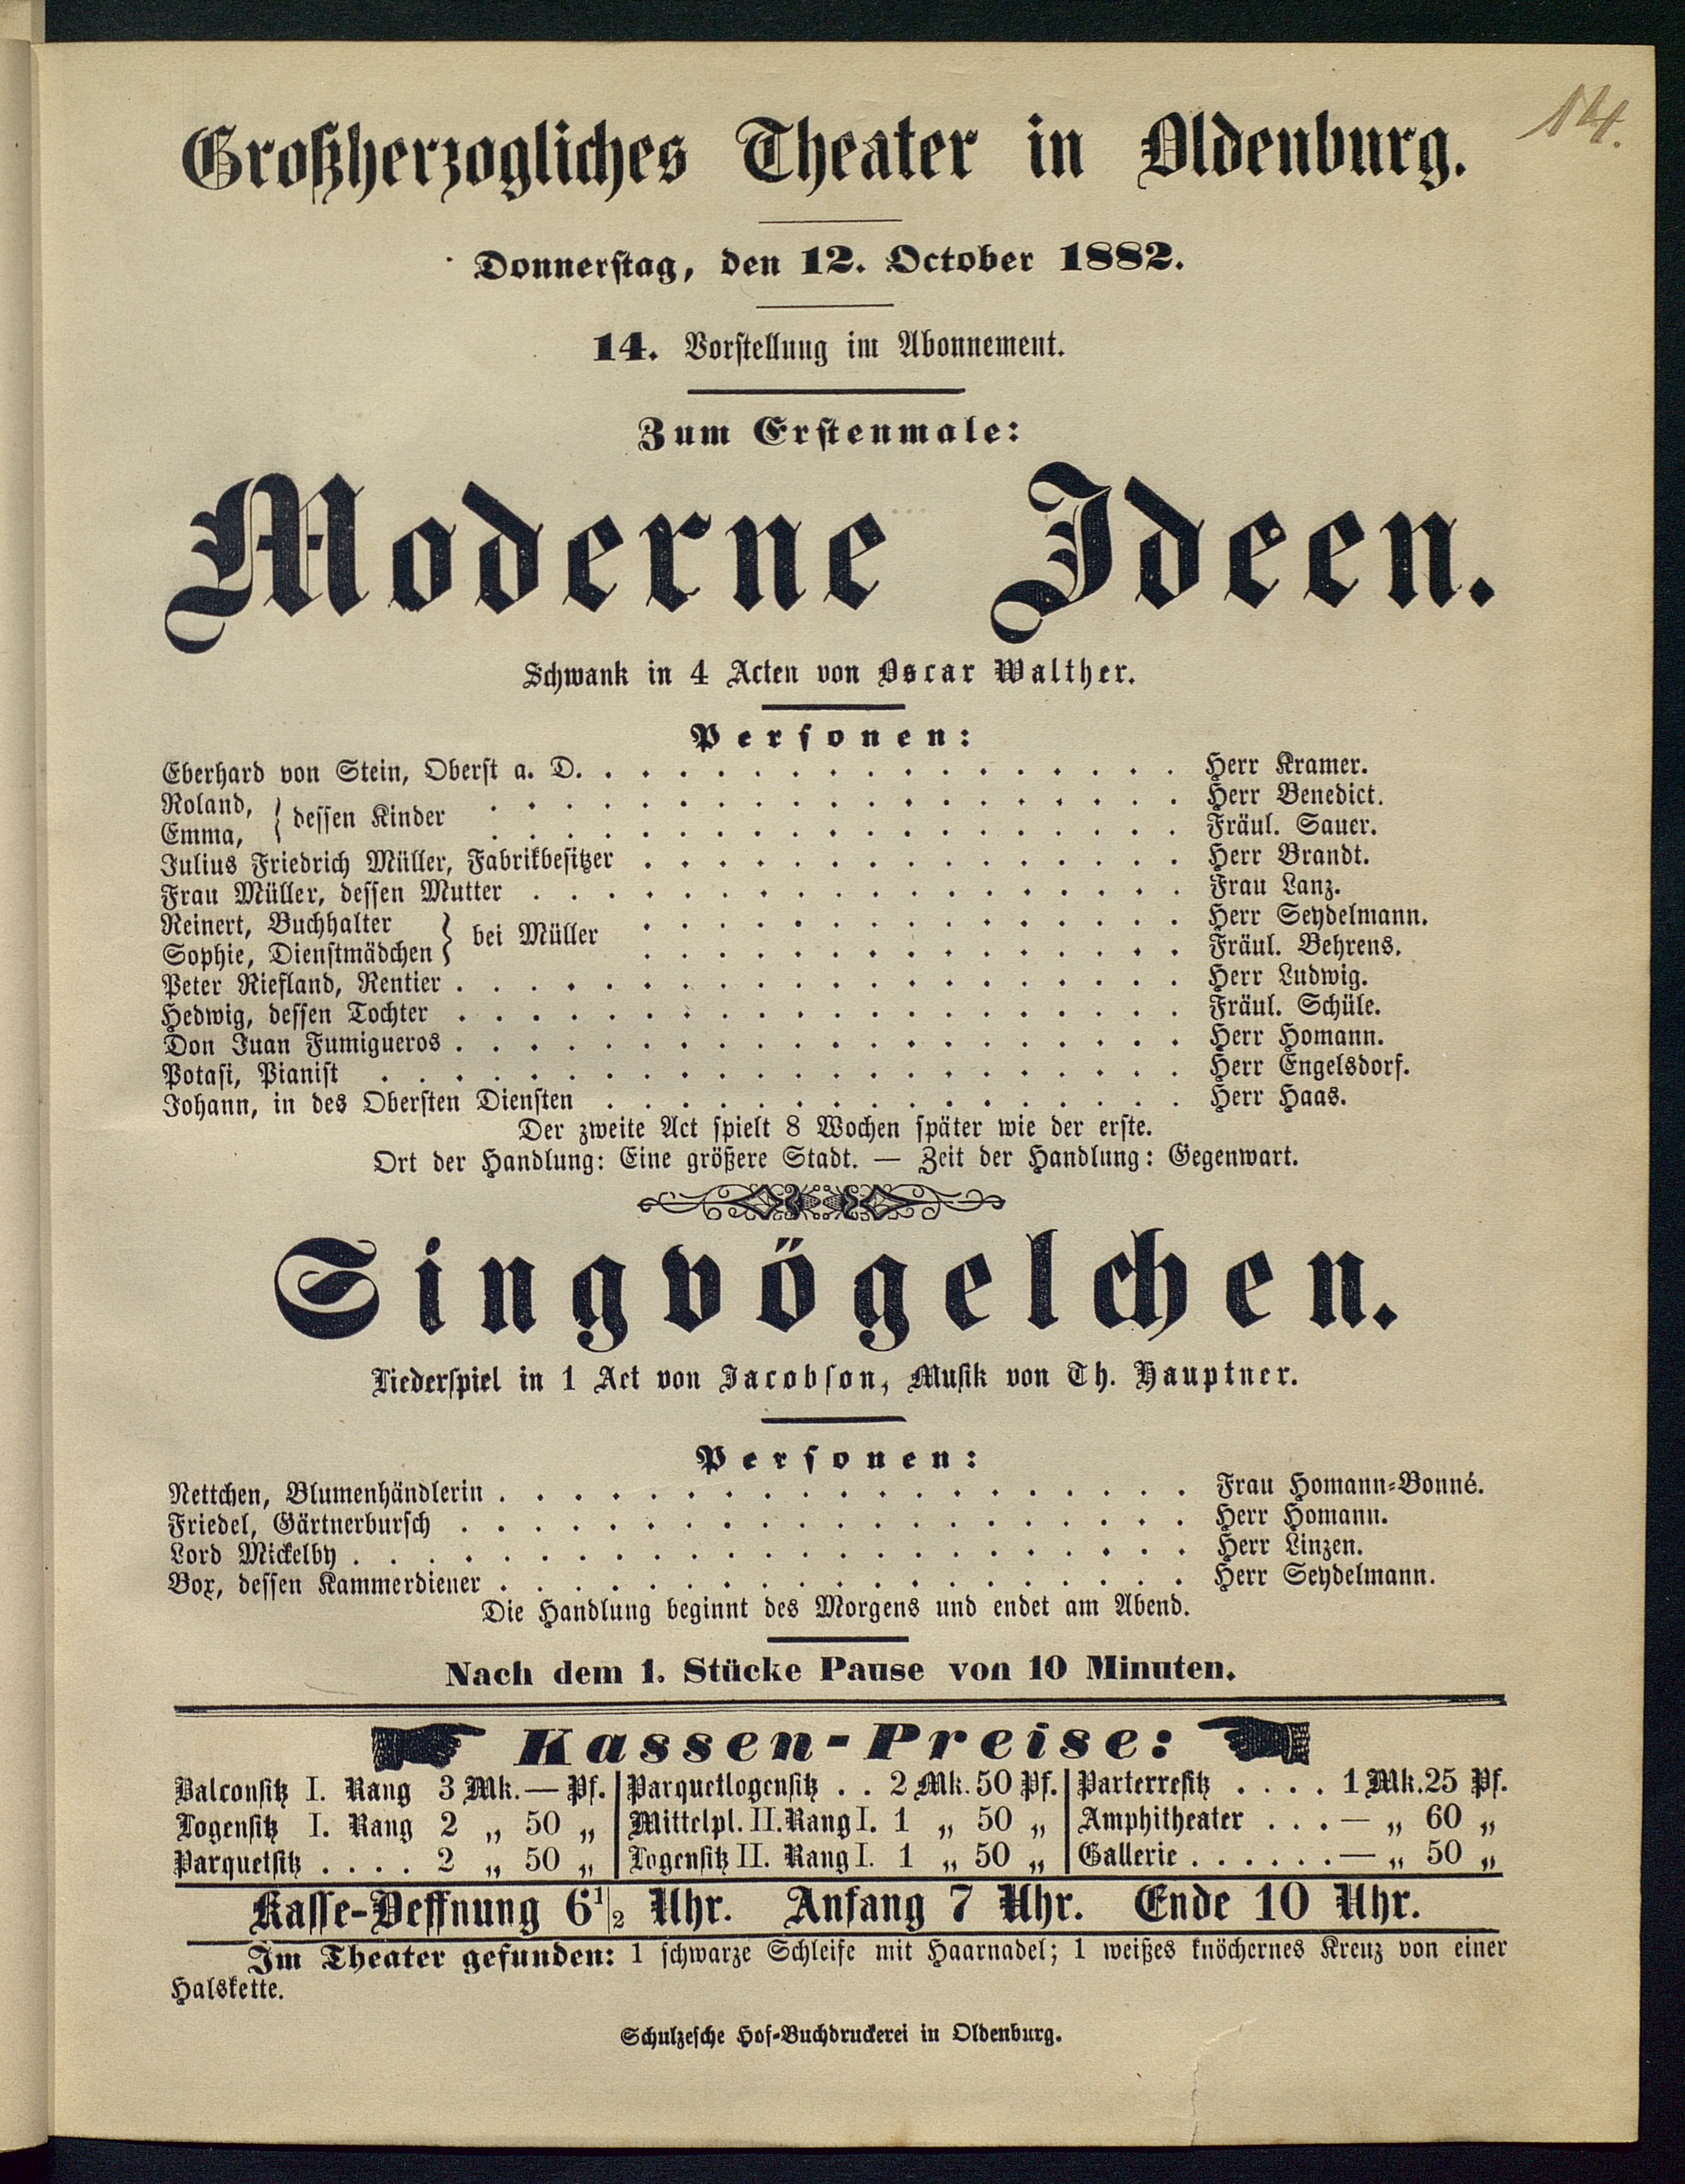 14.
Großherzogliches Theater in Oldenburg.
Donnerstag, den 12. October 1882.
14. Vorstellung im Abonnement.
Zum Erstenmale:
Moderne Ideen.
Schwank in 4 Acten von Oscar Walther.
Personen:
Eberhard von Stein, Oberst a. D. . . . . . . . . . . . . . . . . Herr Kramer.
Roland, } dessen Kinder . . . . . . . . . . . . . . . . . . . Herr Benedict.
Emma, . . . . . . . . . . . . . . . . . . . Fräul. Sauer.
Julius Friedrich Müller, Fabrikbesitzer . . . . . . . . . . . . . . . Herr Brandt.
Frau Müller, dessen Mutter . . . . . . . . . . . . . . . . . . Frau Lanz.
Reinert, Buchhalter } bei Müller . . . . . . . . . . . . . . . Herr Seydelmann.
Sophie, Dienstmädchen . . . . . . . . . . . . . . . Fräul. Behrens.
Peter Riefland, Rentier . . . . . . . . . . . . . . . . . . . . Herr Ludwig.
Hedwig, dessen Tochter . . . . . . . . . . . . . . . . . . . . Fräul. Schüle.
Don Juan Fumigueros . . . . . . . . . . . . . . . . . . . . Herr Homann.
Potasi, Pianist . . . . . . . . . . . . . . . . . . . . . . Herr Engelsdorf.
Johann, in des Obersten Diensten . . . . . . . . . . . . . . . . Herr Haas.
Der zweite Act spielt 8 Wochen später wie der erste.
Ort der Handlung: Eine größere Stadt. — Zeit der Handlung: Gegenwart.
Singvögelchen.
Liederspiel in 1 Act von Jacobson, Musik von Th. Hauptner.
Personen:
Nettchen, Blumenhändlerin . . . . . . . . . . . . . . . . . . . Frau Homann-Bonné.
Friedel, Gärtnerbursch . . . . . . . . . . . . . . . . . . . . Herr Homann.
Lord Mickelby . . . . . . . . . . . . . . . . . . . . . . . Herr Linzen.
Box, dessen Kammerdiener . . . . . . . . . . . . . . . . . . . Herr Seydelmann.
Die Handlung beginnt des Morgens und endet am Abend.
Nach dem 1. Stücke Pause von 10 Minuten.
Kassen-Preise:
Balconsitz I. Rang 3 Mk. — Pf. | Parquetlogensitz . . 2 Mk. 50 Pf. | Parterresitz . . . . 1 Mk. 25 Pf.
Logensitz I. Rang 2 „ 50 „ | Mittelpl. II. Rang I. 1 „ 50 „ | Amphitheater . . . — „ 60 „
Parquetsitz . . . . 2 „ 50 „ | Logensitz II. Rang I. 1 „ 50 „ | Gallerie . . . . . . — „ 50 „
Kasse-Oeffnung 6 1/2 Uhr. Anfang 7 Uhr. Ende 10 Uhr.
Im Theater gefunden: 1 schwarze Schleife mit Haarnadel; 1 weißes knöchernes Kreuz von einer
Halskette.
Schulzesche Hof-Buchdruckerei in Oldenburg.